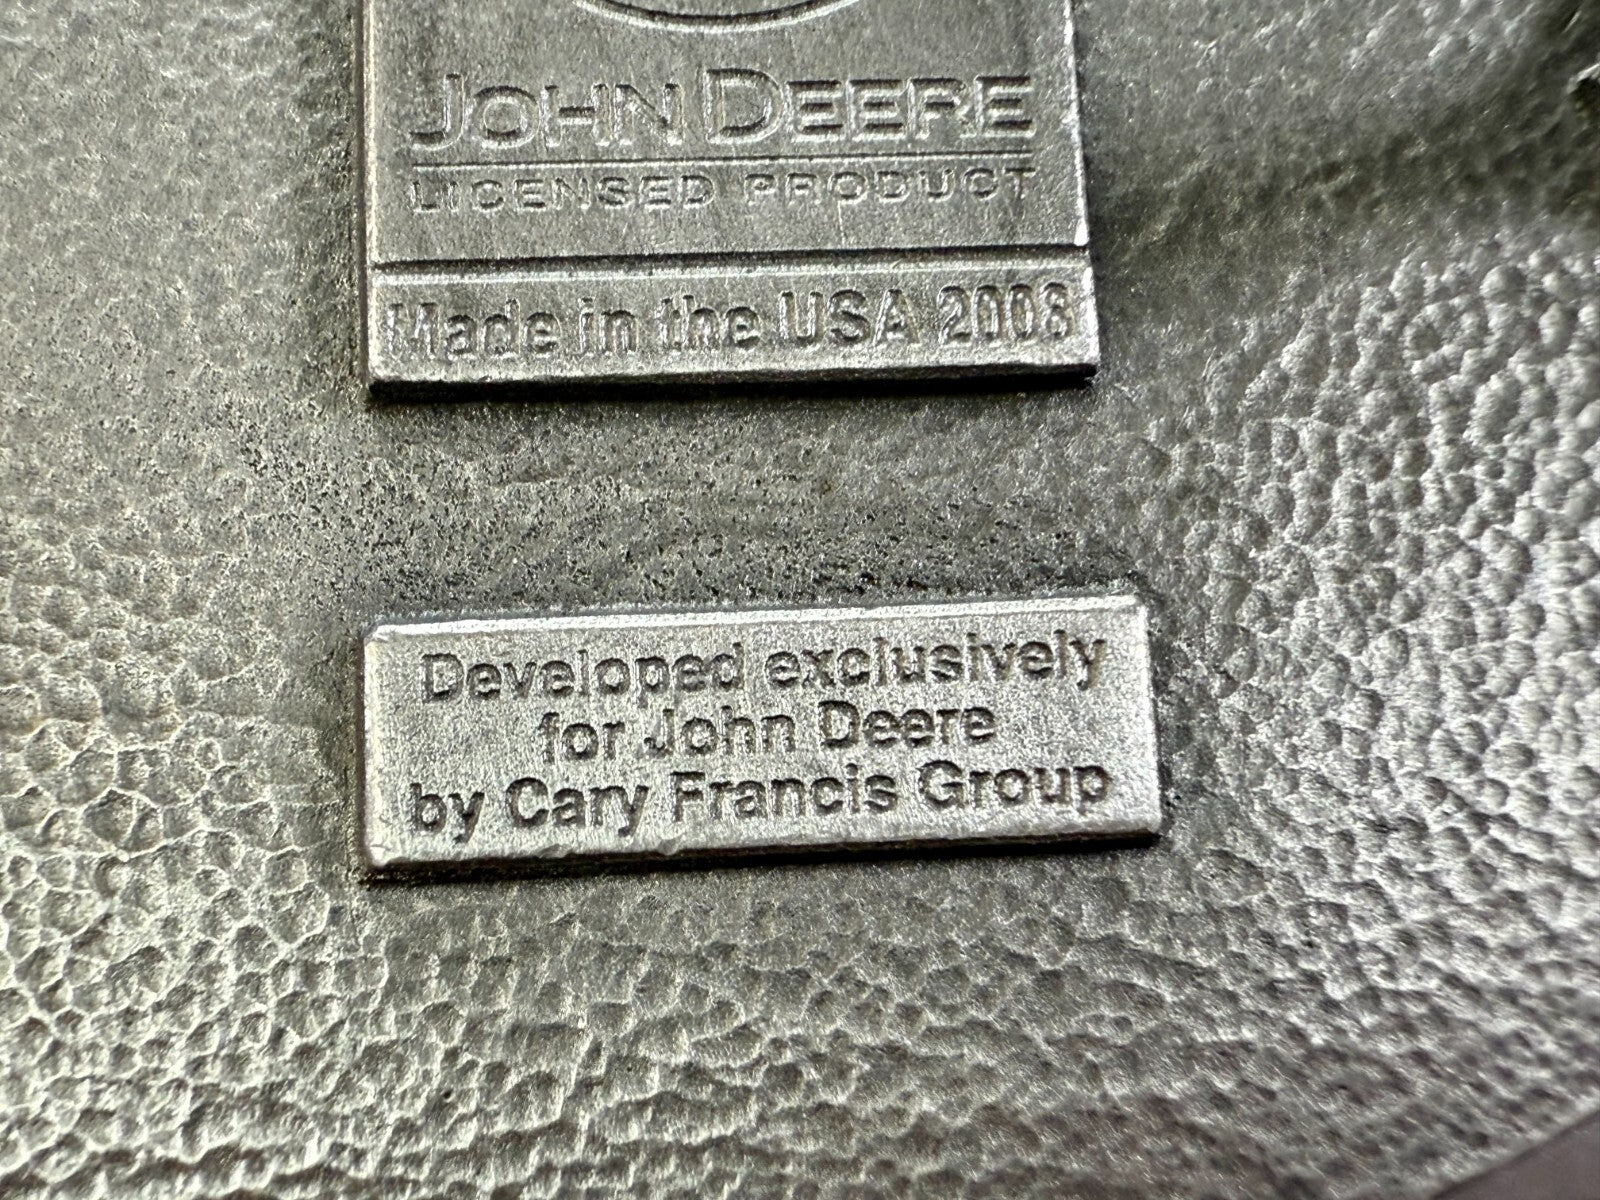 JOHN DEERE
LICENSED PRODUCT
Made in the USA 2008
Developed exclusively
for John Deere
by Cary Francis Group